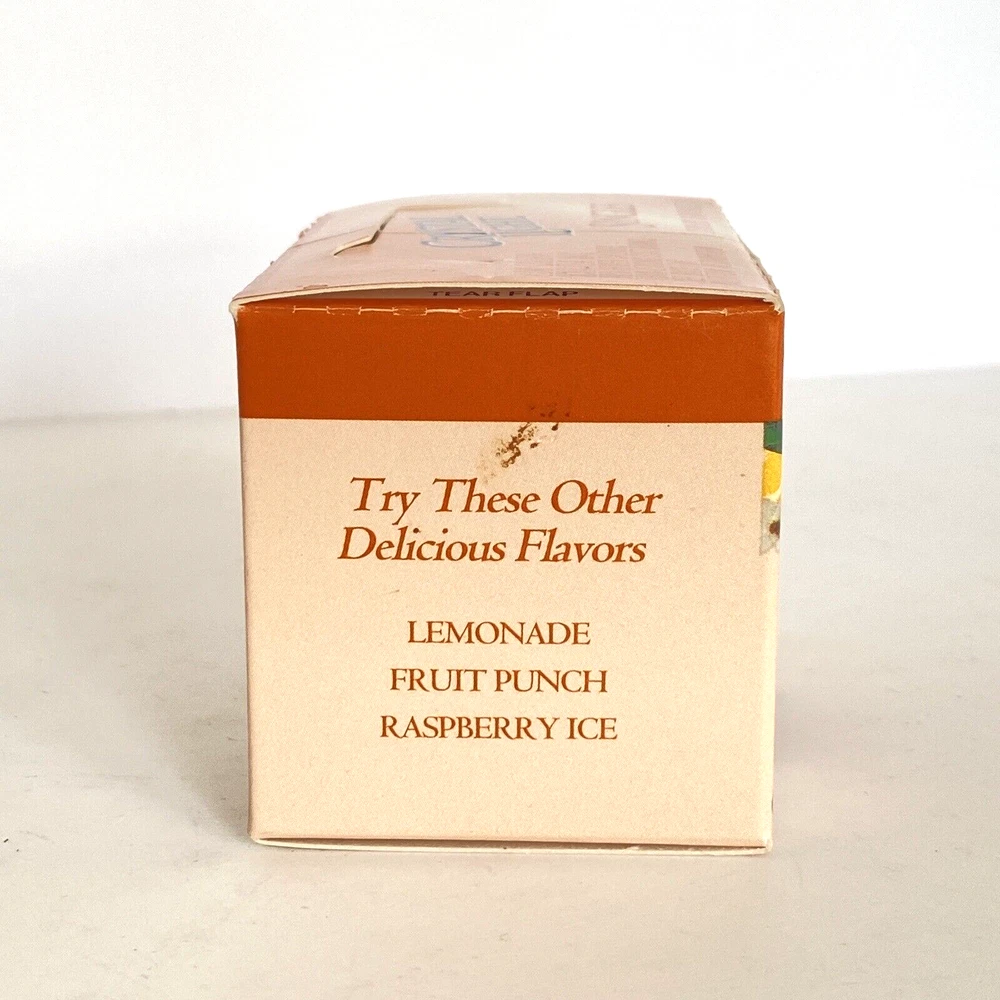 TEAR FLAP
Try These Other
Delicious Flavors
LEMONADE
FRUIT PUNCH
RASPBERRY ICE